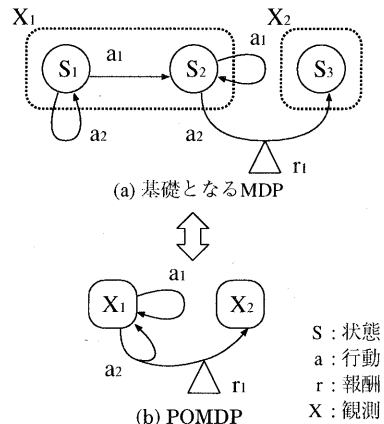 X1
X2
S1
a1
S2
a1
S3
a2
a2
r1
(a) 基礎となるMDP
X1
a1
X2
a2
r1
(b) POMDP
S：状態
a：行動
r：報酬
X：観測